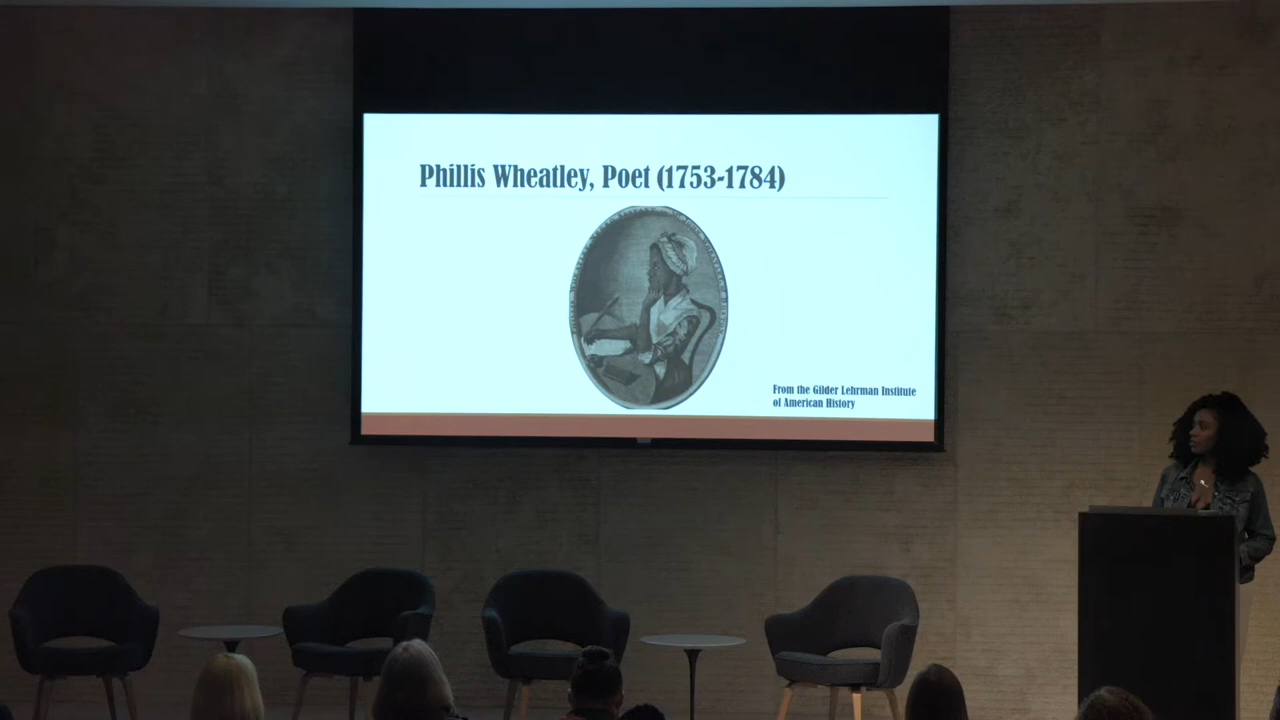 Phillis Wheatley, Poet (1753-1784)
From the Gilder Lehrman Institute
of American History